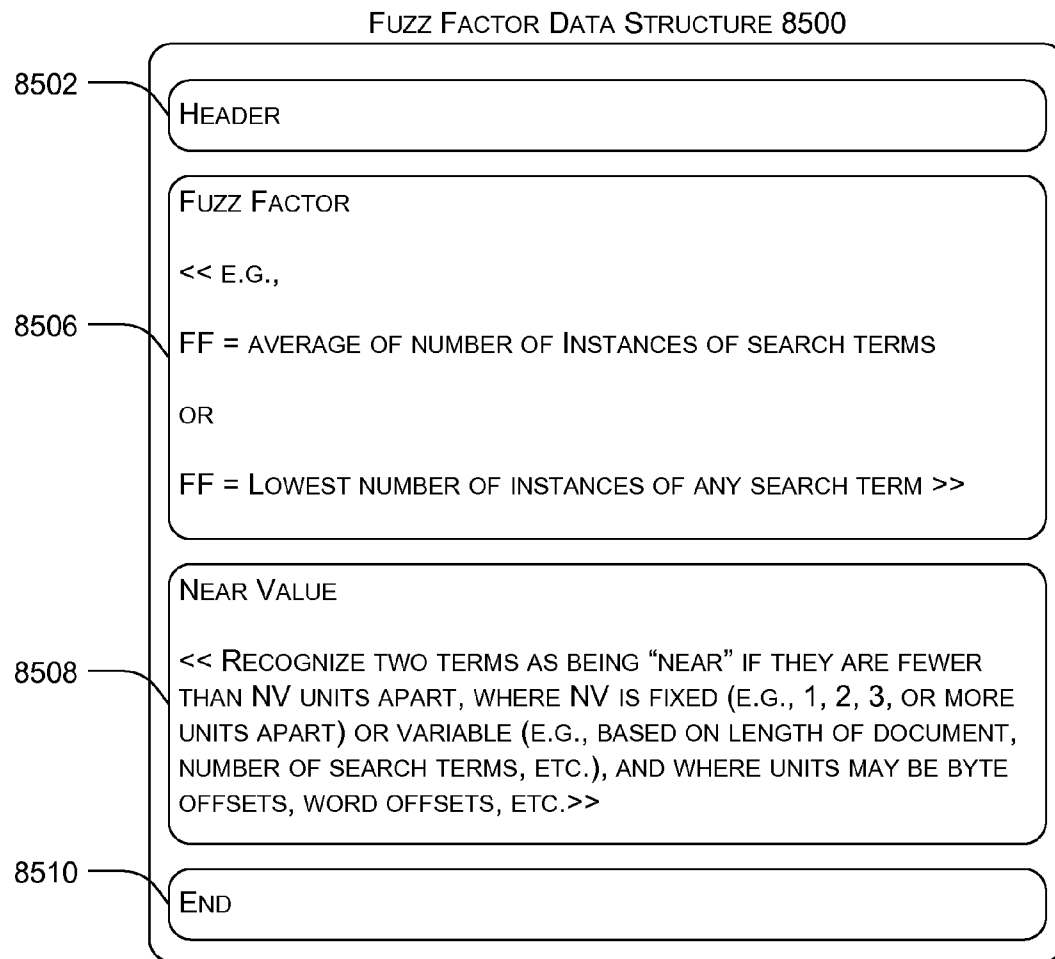 FUZZ FACTOR DATA STRUCTURE 8500
8502
HEADER
8506
FUZZ FACTOR
<< E.G.,
FF = AVERAGE OF NUMBER OF INSTANCES OF SEARCH TERMS
OR
FF = LOWEST NUMBER OF INSTANCES OF ANY SEARCH TERM >>
8508
NEAR VALUE
<< RECOGNIZE TWO TERMS AS BEING “NEAR” IF THEY ARE FEWER
THAN NV UNITS APART, WHERE NV IS FIXED (E.G., 1, 2, 3, OR MORE
UNITS APART) OR VARIABLE (E.G., BASED ON LENGTH OF DOCUMENT,
NUMBER OF SEARCH TERMS, ETC.), AND WHERE UNITS MAY BE BYTE
OFFSETS, WORD OFFSETS, ETC.>>
8510
END